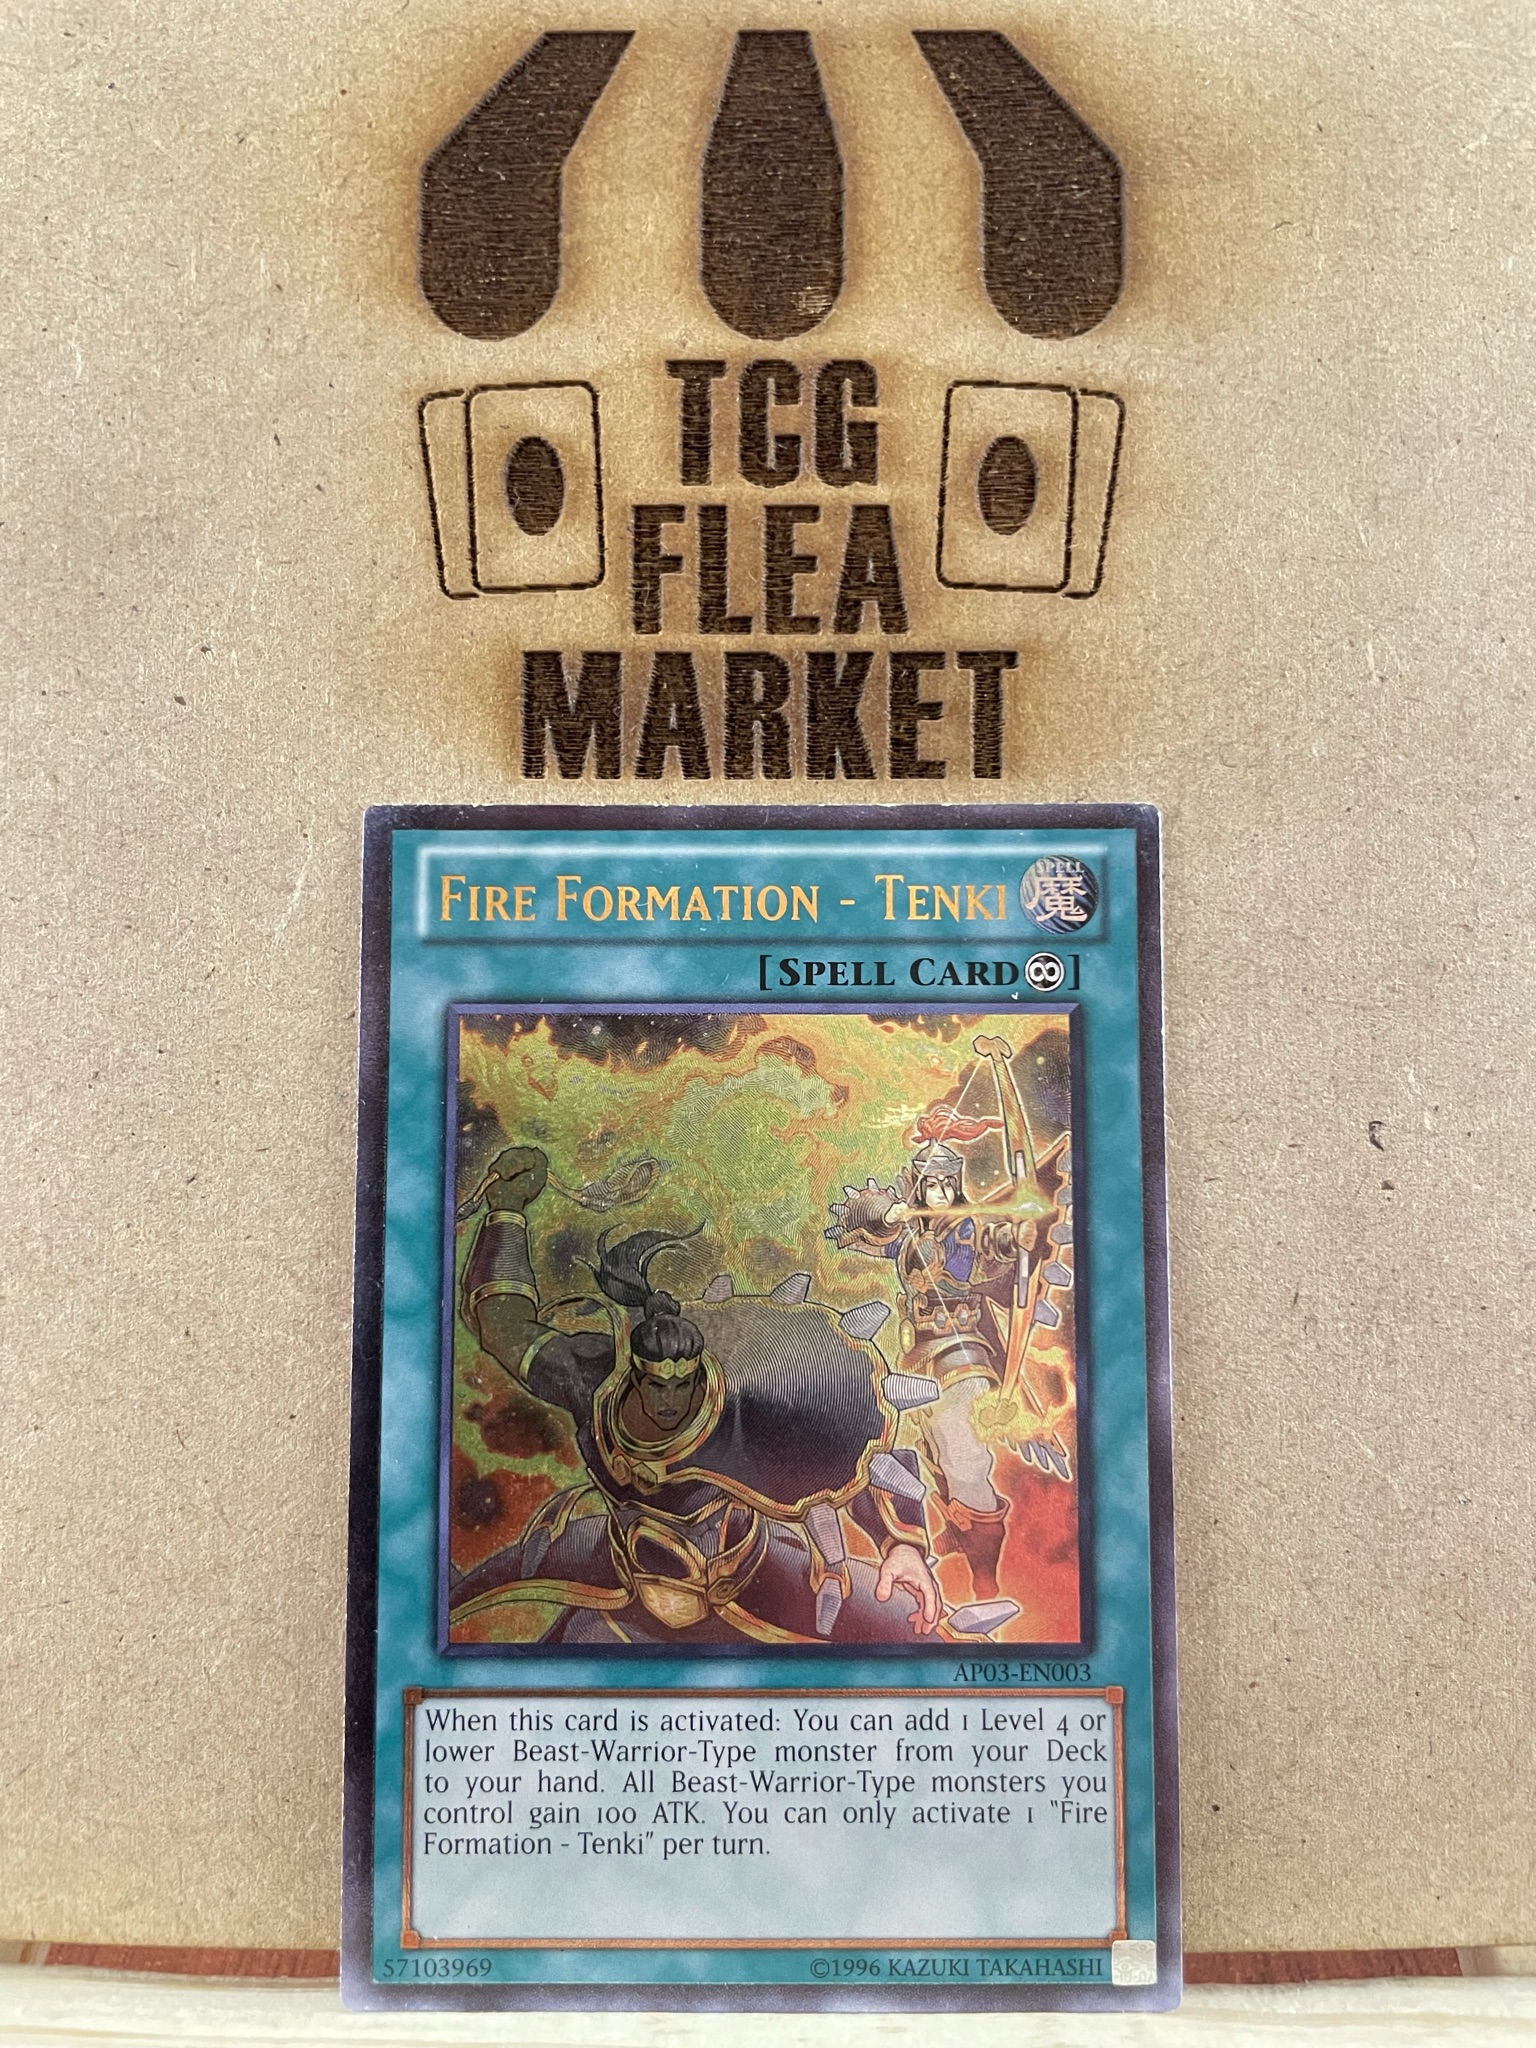 TCG
FLEA
MARKET
FIRE FORMATION - TENKI
SPELL
魔
[SPELL CARD∞]
AP03-EN003
When this card is activated: You can add 1 Level 4 or
lower Beast-Warrior-Type monster from your Deck
to your hand. All Beast-Warrior-Type monsters you
control gain 100 ATK. You can only activate 1 "Fire
Formation - Tenki" per turn.
57103969
©1996 KAZUKI TAKAHASHI